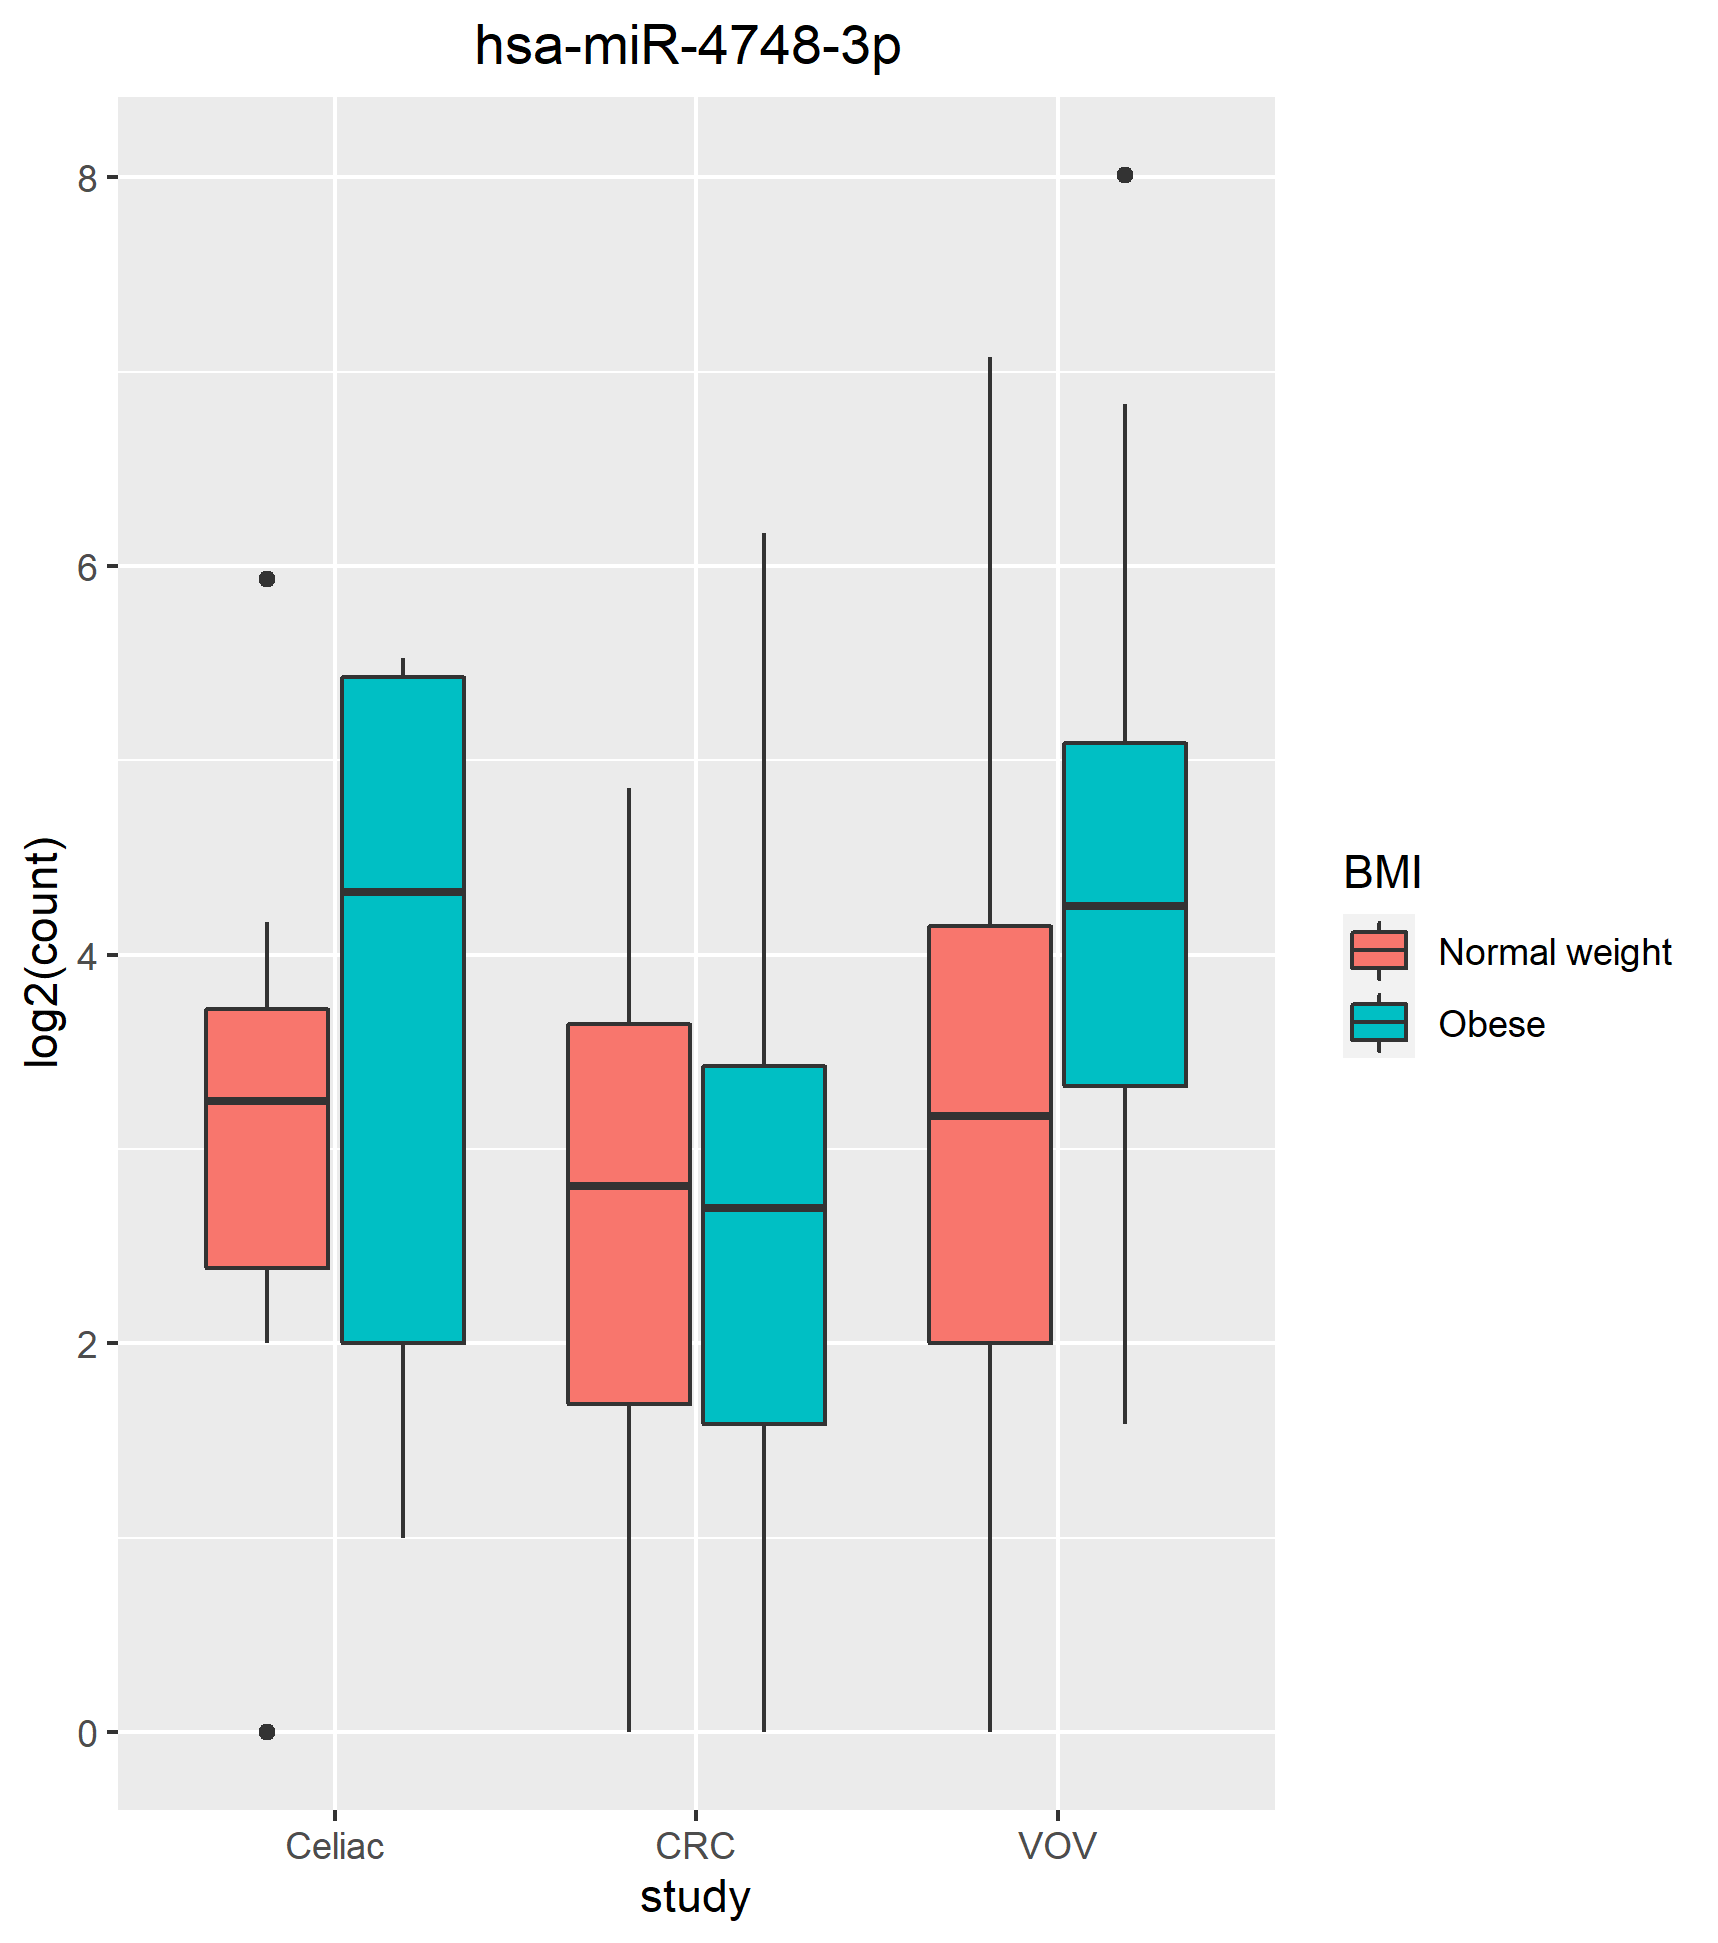 hsa-miR-4748-3p
log2(count)
8
6
4
2
0
Celiac
CRC
VOV
study
BMI
Normal weight
Obese